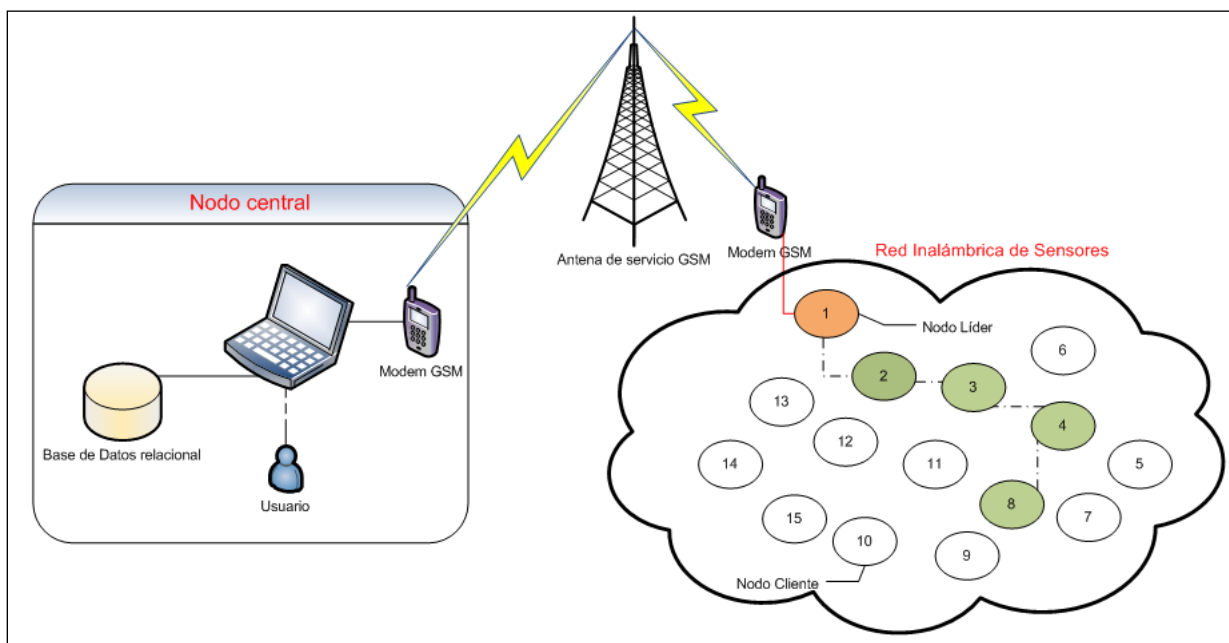 Nodo central
Antena de servicio GSM
Modem GSM
Red Inalámbrica de Sensores
1
Nodo Líder
6
2
3
Modem GSM
13
4
12
Base de Datos relacional
14
11
5
Usuario
8
15
7
10
9
Nodo Cliente